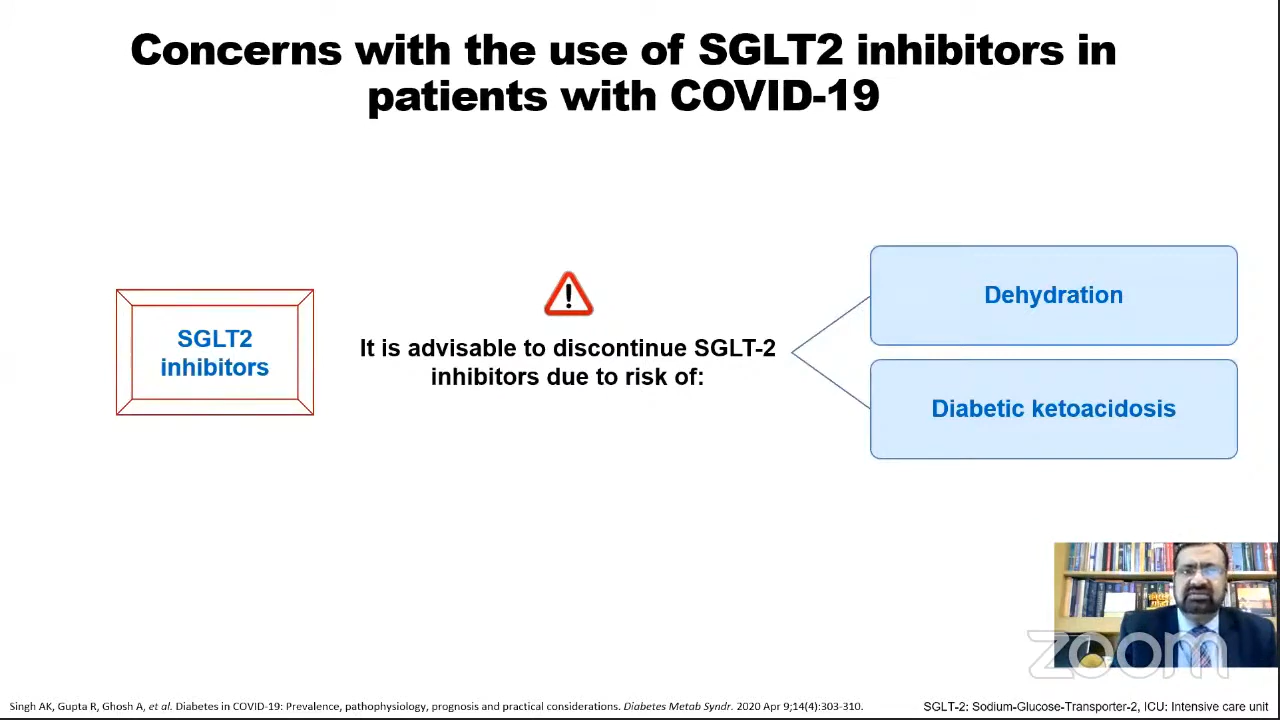 Concerns with the use of SGLT2 inhibitors in
patients with COVID-19
SGLT2
inhibitors
It is advisable to discontinue SGLT-2
inhibitors due to risk of:
Dehydration
Diabetic ketoacidosis
zoom
Singh AK, Gupta R, Ghosh A, et al. Diabetes in COVID-19: Prevalence, pathophysiology, prognosis and practical considerations. Diabetes Metab Syndr. 2020 Apr 9;14(4):303-310.
SGLT-2: Sodium-Glucose-Transporter-2, ICU: Intensive care unit